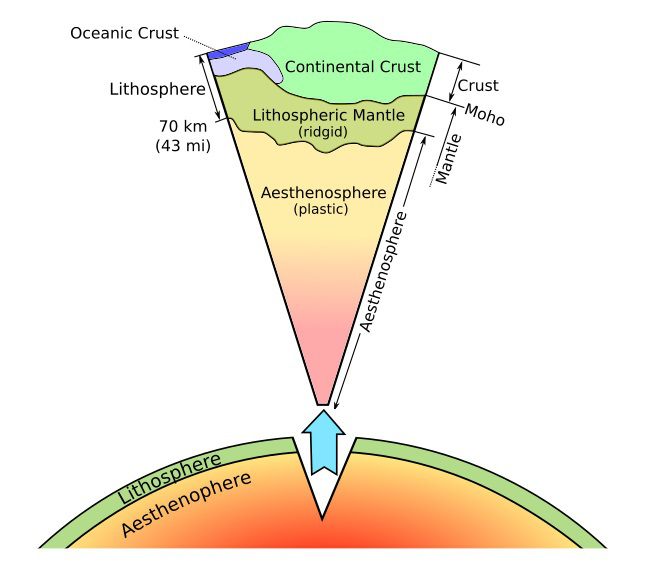 Oceanic Crust
Continental Crust
Lithosphere
Crust
Lithospheric Mantle
(ridgid)
Moho
70 km
(43 mi)
Mantle
Aesthenosphere
(plastic)
Aesthenosphere
Lithosphere
Aesthenophere